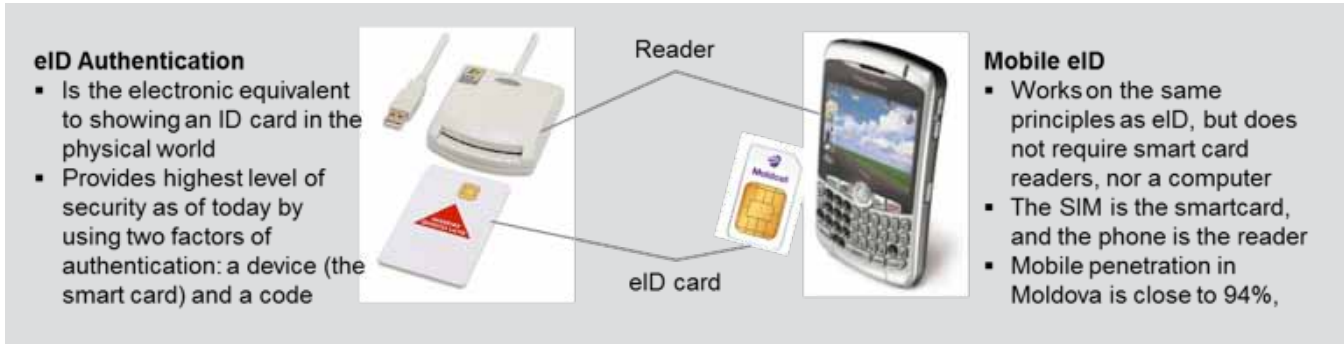 eID Authentication
▪ Is the electronic equivalent
to showing an ID card in the
physical world
▪ Provides highest level of
security as of today by
using two factors of
authentication: a device (the
smart card) and a code
Reader
Moldcell
eID card
Mobile eID
▪ Works on the same
principles as eID, but does
not require smart card
readers, nor a computer
▪ The SIM is the smartcard,
and the phone is the reader
▪ Mobile penetration in
Moldova is close to 94%,